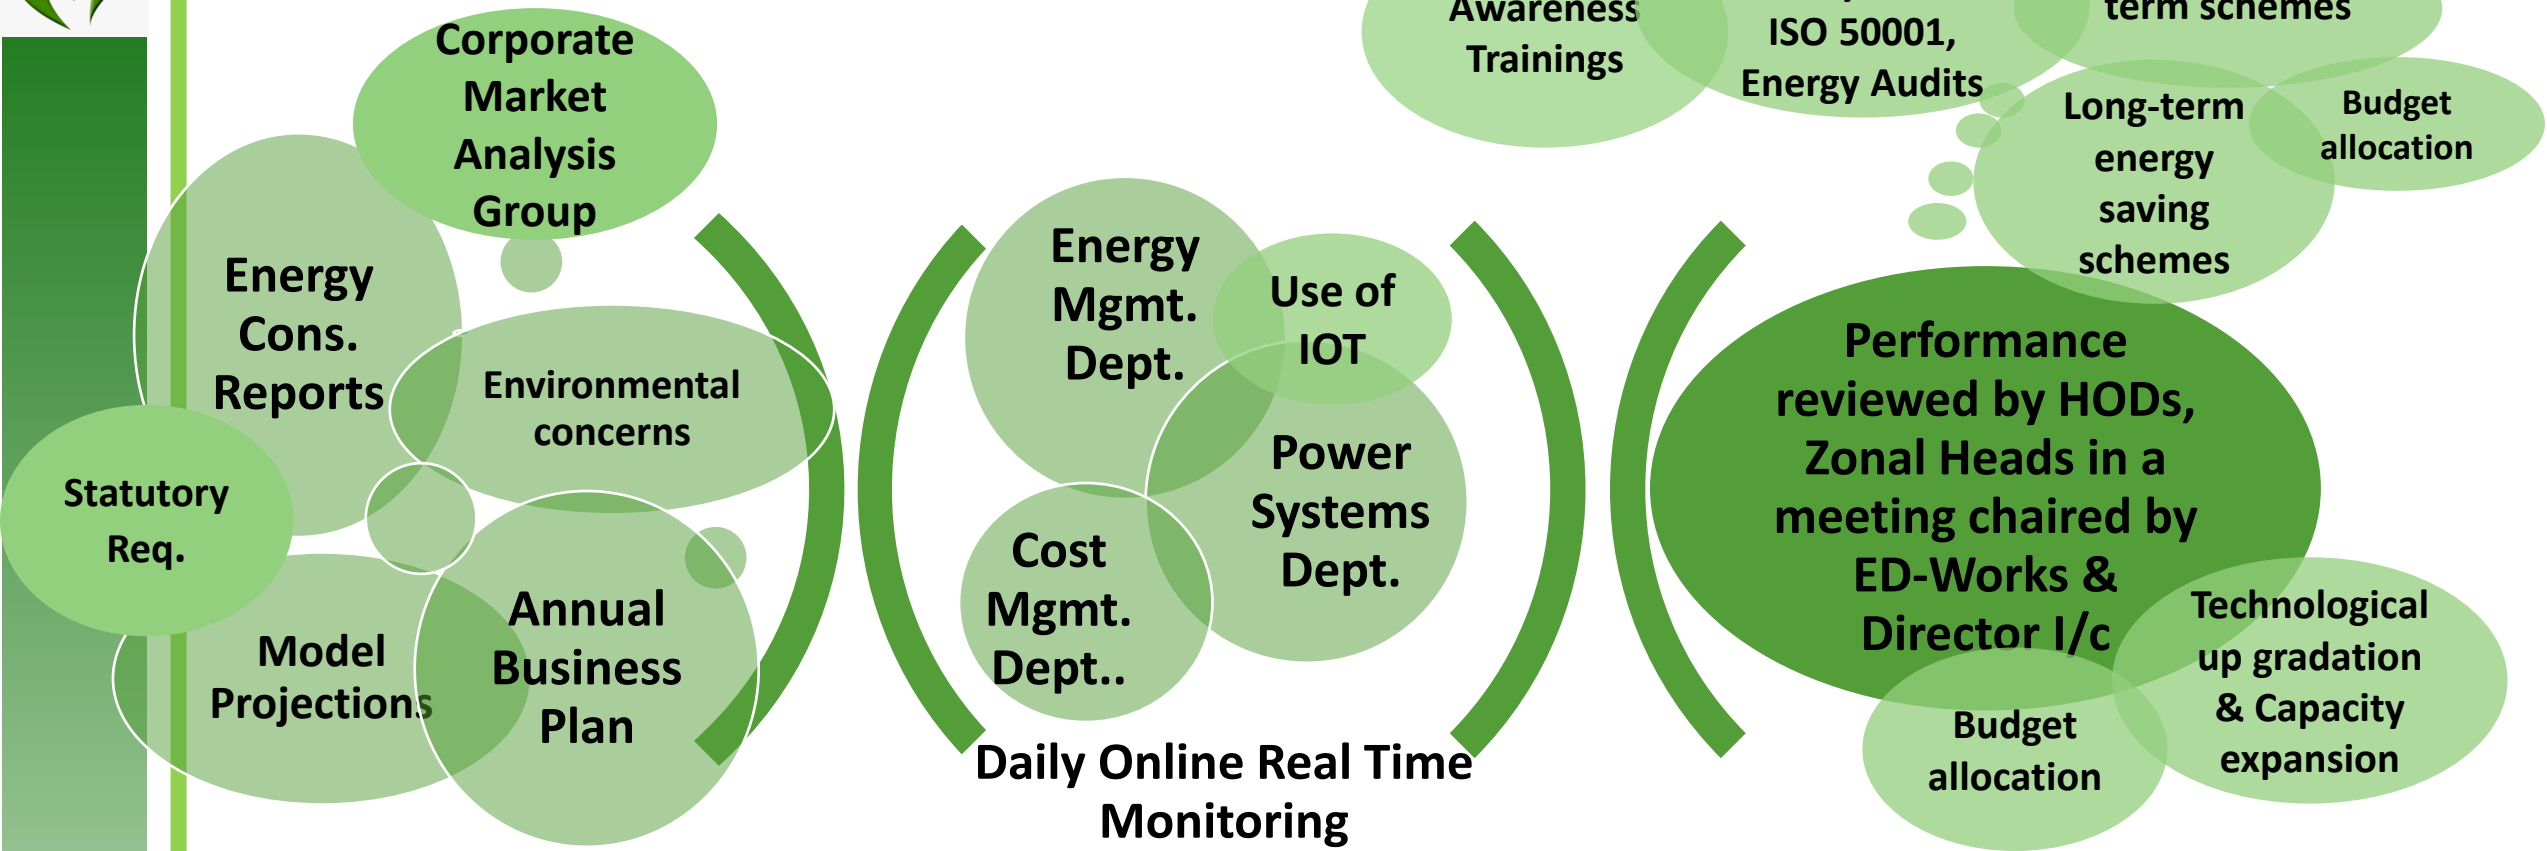 Corporate
Market
Analysis
Group
Energy
Cons.
Reports
Environmental
concerns
Statutory
Req.
Model
Projections
Annual
Business
Plan
Energy
Mgmt.
Dept.
Use of
IOT
Power
Systems
Dept.
Cost
Mgmt.
Dept..
Daily Online Real Time
Monitoring
Awareness
Trainings
ISO 50001,
Energy Audits
term schemes
Long-term
energy
saving
schemes
Budget
allocation
Performance
reviewed by HODs,
Zonal Heads in a
meeting chaired by
ED-Works &
Director I/c
Technological
up gradation
& Capacity
expansion
Budget
allocation